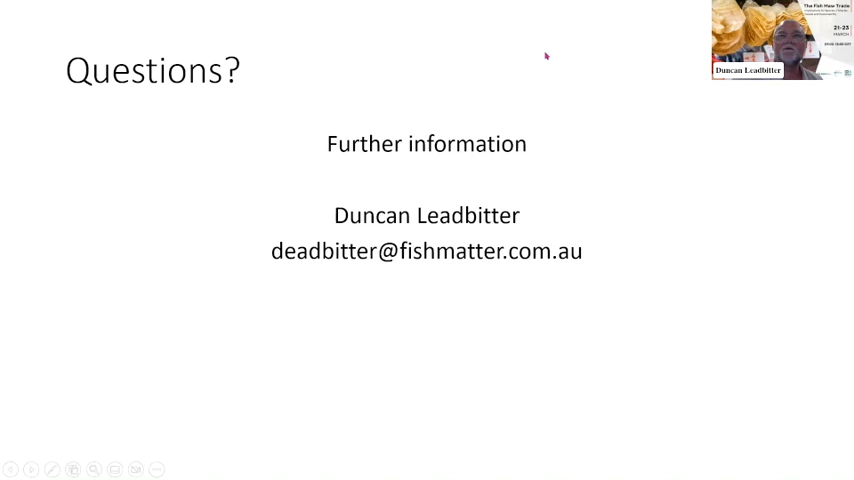 Questions?
The Fish Maw Trade
21-23
MARCH
Duncan Leadbitter
Further information
Duncan Leadbitter
deadbitter@fishmatter.com.au